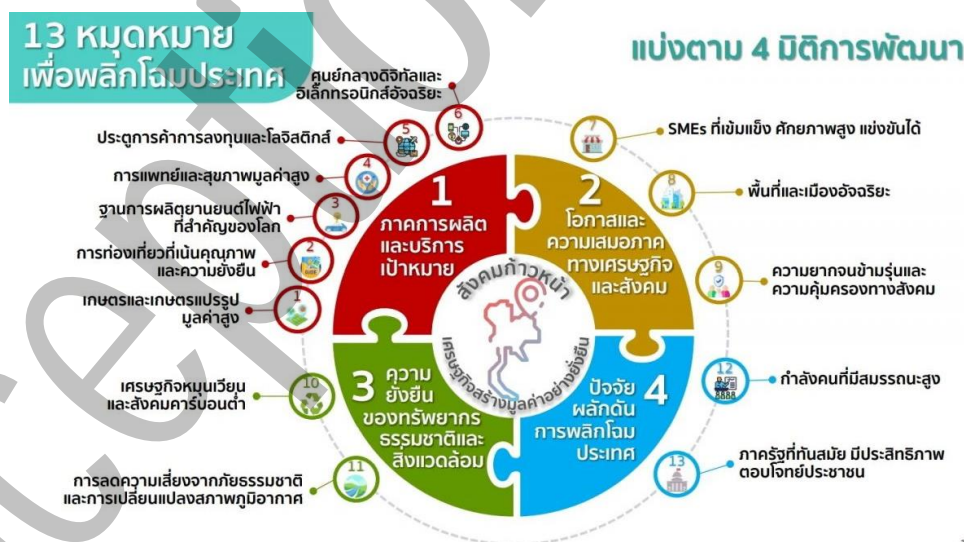 13 หมุดหมาย
เพื่อพลิกโฉมประเทศ
แบ่งตาม 4 มิติการพัฒนา
1
ภาคการผลิต
และบริการ
เป้าหมาย
6
ศูนย์กลางดิจิทัลและ
อิเล็กทรอนิกส์อัจฉริยะ
5
ประตูการค้าการลงทุนและโลจิสติกส์
4
การแพทย์และสุขภาพมูลค่าสูง
3
ฐานการผลิตยานยนต์ไฟฟ้า
ที่สำคัญของโลก
2
การท่องเที่ยวที่เน้นคุณภาพ
และความยั่งยืน
1
เกษตรและเกษตรแปรรูป
มูลค่าสูง
2
โอกาสและ
ความเสมอภาค
ทางเศรษฐกิจ
และสังคม
7
SMEs ที่เข้มแข็ง ศักยภาพสูง แข่งขันได้
8
พื้นที่และเมืองอัจฉริยะ
9
ความยากจนข้ามรุ่นและ
ความคุ้มครองทางสังคม
สังคมก้าวหน้า
เศรษฐกิจสร้างมูลค่าอย่างยั่งยืน
3 ความ
ยั่งยืน
ของทรัพยากร
ธรรมชาติและ
สิ่งแวดล้อม
10
เศรษฐกิจหมุนเวียน
และสังคมคาร์บอนต่ำ
11
การลดความเสี่ยงจากภัยธรรมชาติ
และการเปลี่ยนแปลงสภาพภูมิอากาศ
ปัจจัย 4
ผลักดัน
การพลิกโฉม
ประเทศ
12
กำลังคนที่มีสมรรถนะสูง
13
ภาครัฐที่ทันสมัย มีประสิทธิภาพ
ตอบโจทย์ประชาชน